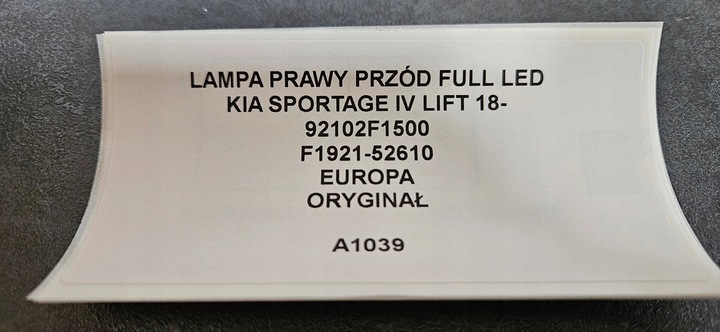 LAMPA PRAWY PRZÓD FULL LED
KIA SPORTAGE IV LIFT 18-
92102F1500
F1921-52610
EUROPA
ORYGINAŁ
A1039